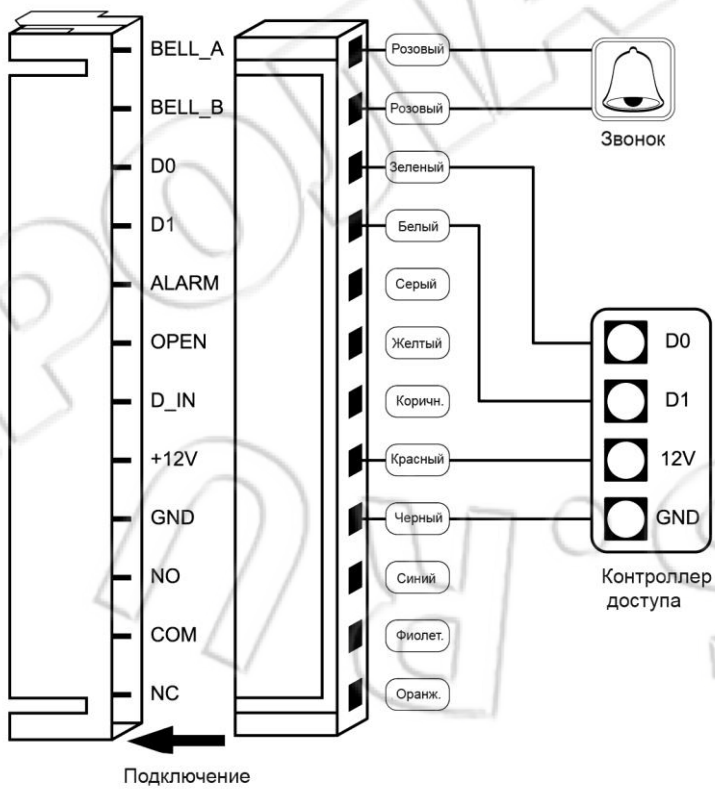 BELL_A
BELL_B
D0
D1
ALARM
OPEN
D_IN
+12V
GND
NO
COM
NC
Розовый
Розовый
Зеленый
Белый
Серый
Желтый
Коричн.
Красный
Черный
Синий
Фиолет.
Оранж.
Звонок
D0
D1
12V
GND
Контроллер
доступа
Подключение